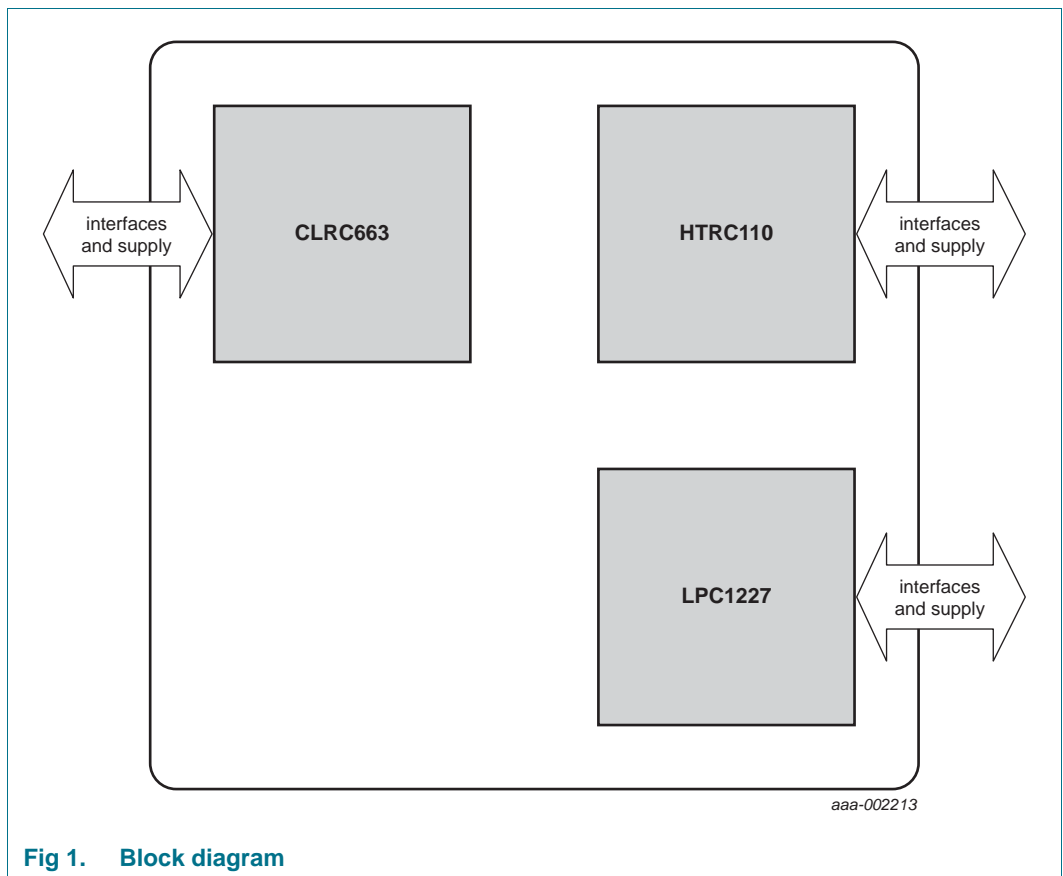 CLRC663
HTRC110
interfaces
and supply
interfaces
and supply
LPC1227
interfaces
and supply
aaa-002213
Fig 1. Block diagram